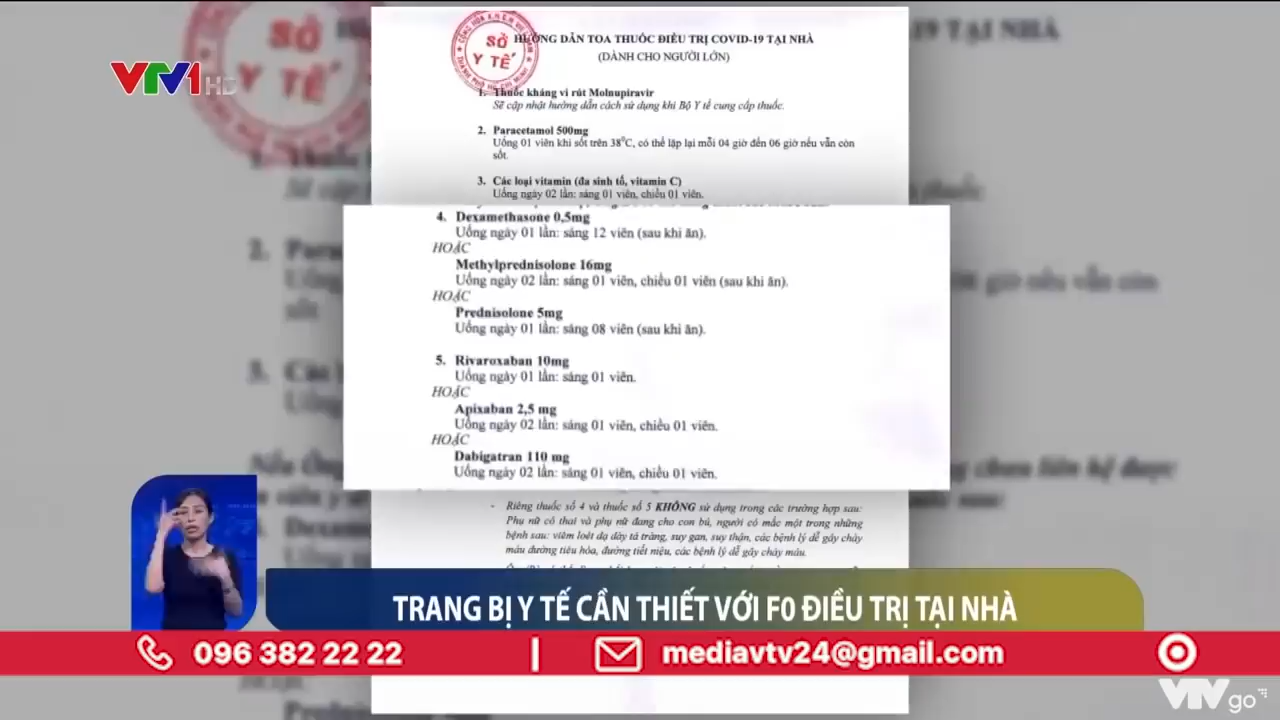 VTV1 HD
SỞ
Y TẾ
HƯỚNG DẪN TOA THUỐC ĐIỀU TRỊ COVID-19 TẠI NHÀ
(DÀNH CHO NGƯỜI LỚN)
1. Thuốc kháng vi rút Molnupiravir
Sẽ cập nhật hướng dẫn cách sử dụng khi Bộ Y tế cung cấp thuốc.
2. Paracetamol 500mg
Uống 01 viên khi sốt trên 38⁰C, có thể lặp lại mỗi 04 giờ đến 06 giờ nếu vẫn còn
sốt.
3. Các loại vitamin (đa sinh tố, vitamin C)
Uống ngày 02 lần: sáng 01 viên, chiều 01 viên.
4. Dexamethasone 0,5mg
Uống ngày 01 lần: sáng 12 viên (sau khi ăn).
HOẶC
Methylprednisolone 16mg
Uống ngày 02 lần: sáng 01 viên, chiều 01 viên (sau khi ăn).
HOẶC
Prednisolone 5mg
Uống ngày 01 lần: sáng 08 viên (sau khi ăn).
5. Rivaroxaban 10mg
Uống ngày 01 lần: sáng 01 viên.
HOẶC
Apixaban 2,5 mg
Uống ngày 02 lần: sáng 01 viên, chiều 01 viên.
HOẶC
Dabigatran 110 mg
Uống ngày 02 lần: sáng 01 viên, chiều 01 viên.
- Riêng thuốc số 4 và thuốc số 5 KHÔNG sử dụng trong các trường hợp sau:
Phụ nữ có thai và phụ nữ đang cho con bú, người có mắc một trong những
bệnh sau: viêm loét dạ dày tá tràng, suy gan, suy thận, các bệnh lý dễ gây chảy
máu đường tiêu hóa, đường tiết niệu, các bệnh lý dễ gây chảy máu.
TRANG BỊ Y TẾ CẦN THIẾT VỚI F0 ĐIỀU TRỊ TẠI NHÀ
096 382 22 22 | mediavtv24@gmail.com
VTV go